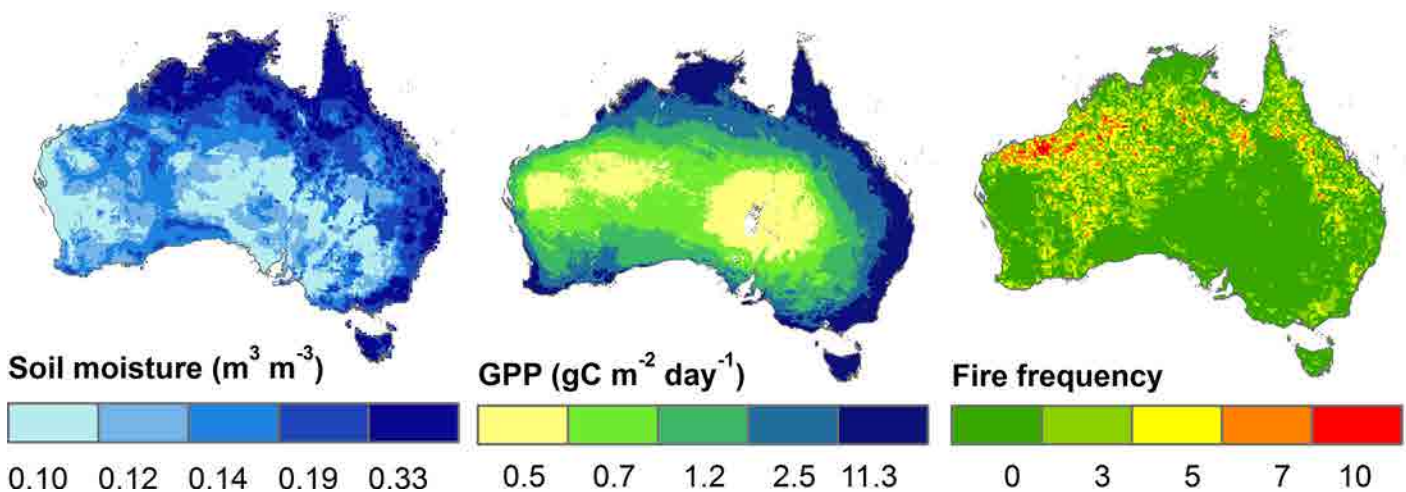 Soil moisture (m³ m⁻³)
0.10 0.12 0.14 0.19 0.33
GPP (gC m⁻² day⁻¹)
0.5 0.7 1.2 2.5 11.3
Fire frequency
0 3 5 7 10